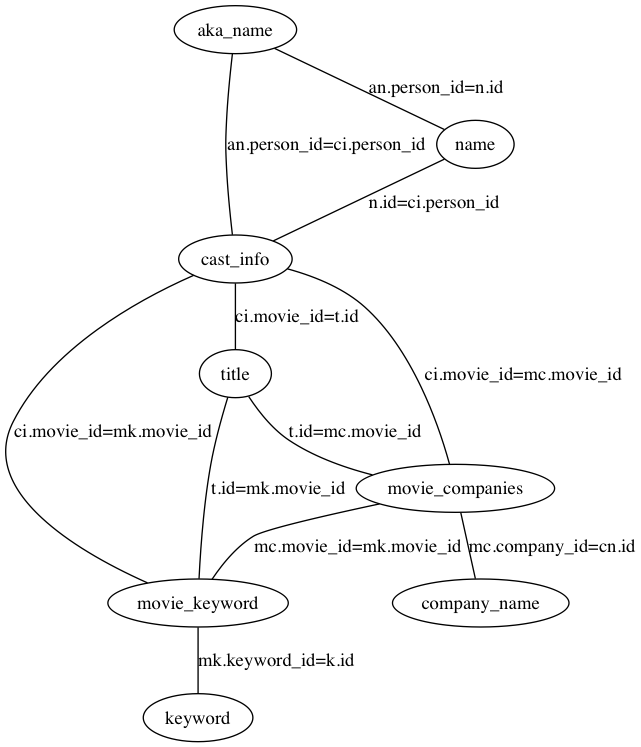 aka_name
an.person_id=n.id
an.person_id=ci.person_id
name
n.id=ci.person_id
cast_info
ci.movie_id=t.id
title
ci.movie_id=mc.movie_id
ci.movie_id=mk.movie_id
t.id=mc.movie_id
t.id=mk.movie_id
movie_companies
mc.movie_id=mk.movie_id
mc.company_id=cn.id
movie_keyword
company_name
mk.keyword_id=k.id
keyword